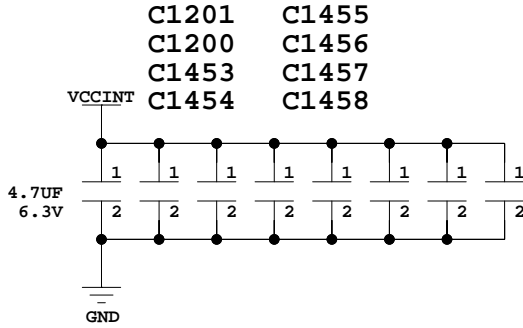 C1201 C1455
C1200 C1456
C1453 C1457
VCCINT C1454 C1458
1 1 1 1 1 1 1 1
4.7UF
6.3V 2 2 2 2 2 2 2 2
GND